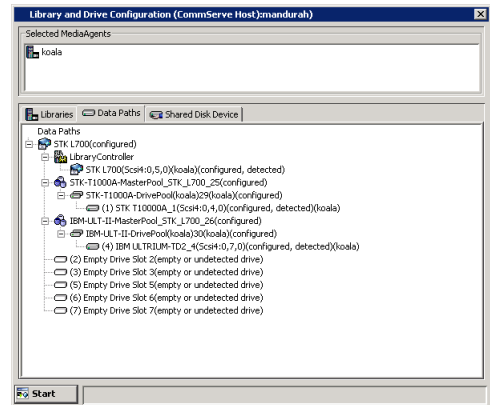 Library and Drive Configuration (CommServe Host):mandurah)
Selected MediaAgents
koala
Libraries
Data Paths
Shared Disk Device
Data Paths
STK L700(configured)
LibraryController
STK L700(Scsi4:0,5,0)(koala)(configured, detected)
STK-T1000A-MasterPool_STK_L700_25(configured)
STK-T1000A-DrivePool(koala)29(koala)(configured)
(1) STK T10000A_1(Scsi4:0,4,0)(configured, detected)(koala)
IBM-ULT-II-MasterPool_STK_L700_26(configured)
IBM-ULT-II-DrivePool(koala)30(koala)(configured)
(4) IBM ULTRIUM-TD2_4(Scsi4:0,7,0)(configured, detected)(koala)
(2) Empty Drive Slot 2(empty or undetected drive)
(3) Empty Drive Slot 3(empty or undetected drive)
(5) Empty Drive Slot 5(empty or undetected drive)
(6) Empty Drive Slot 6(empty or undetected drive)
(7) Empty Drive Slot 7(empty or undetected drive)
Start